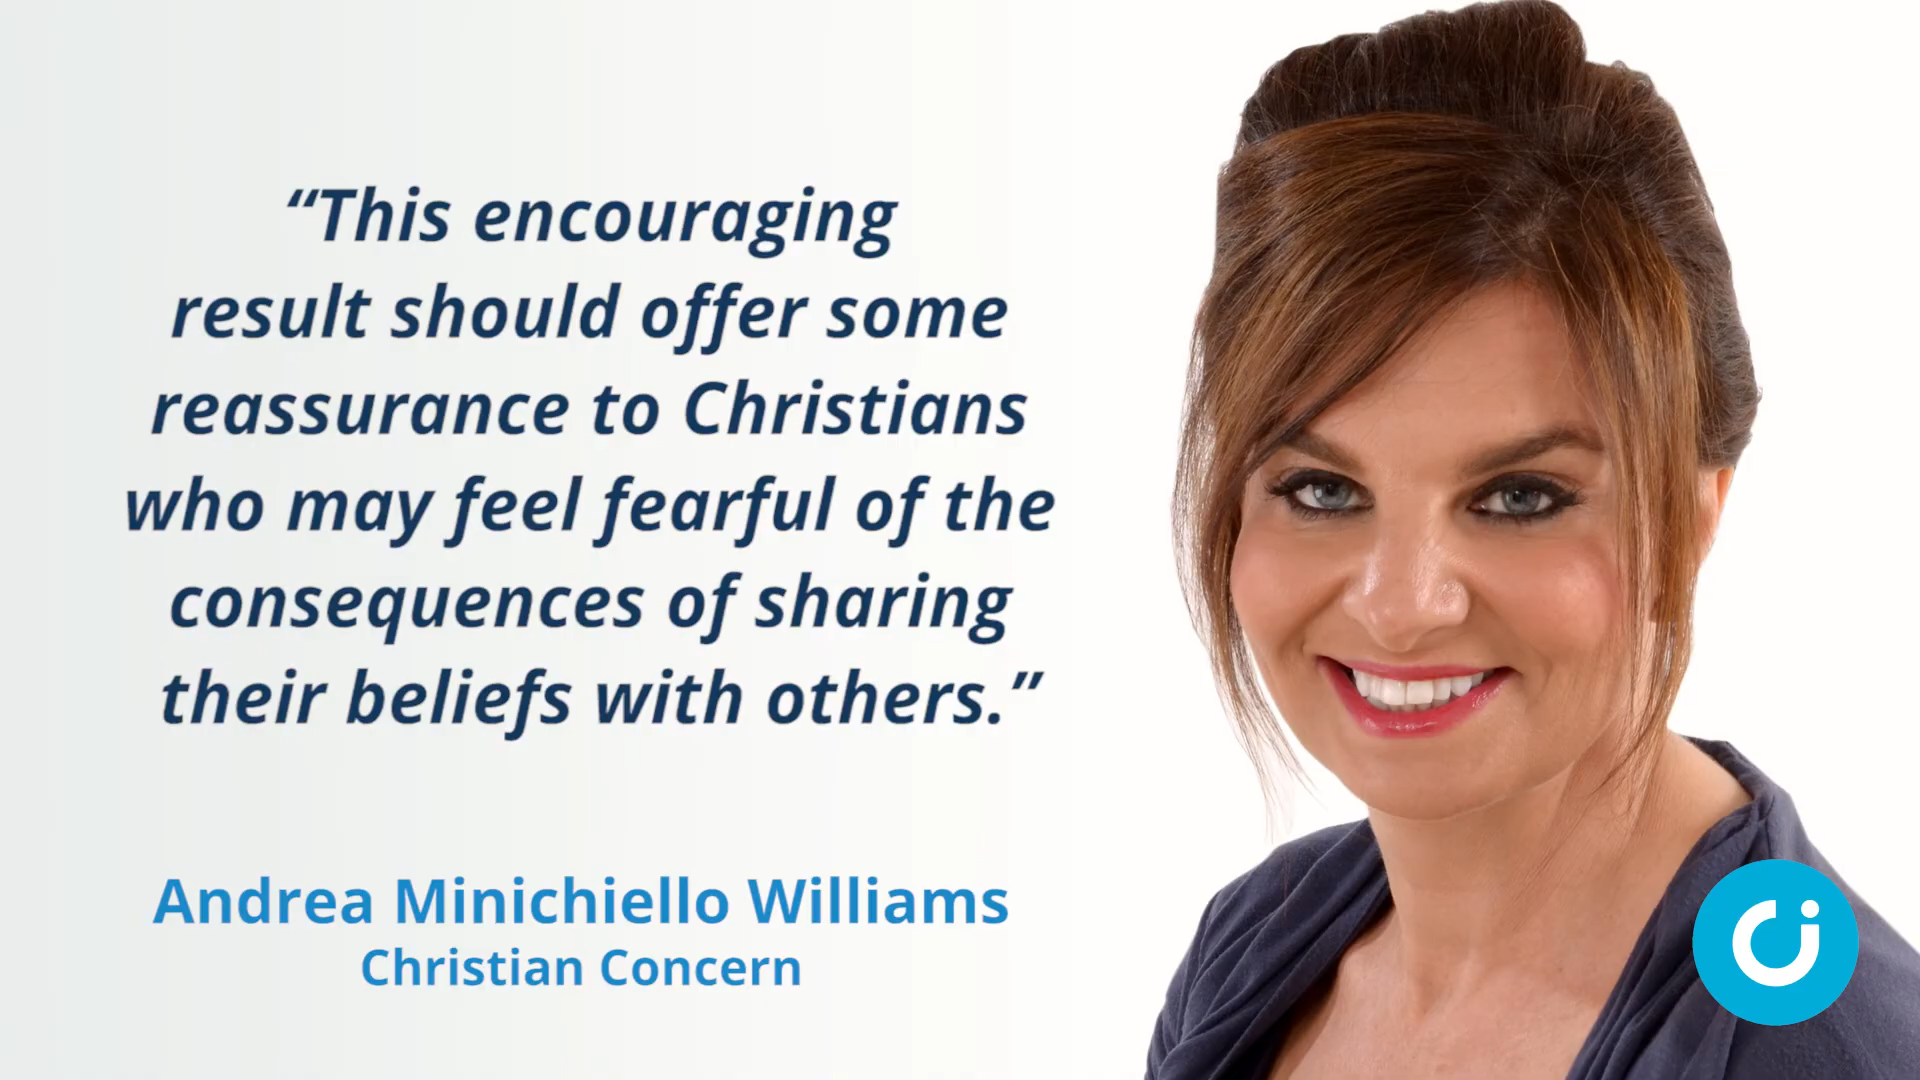 “This encouraging
result should offer some
reassurance to Christians
who may feel fearful of the
consequences of sharing
their beliefs with others.”
Andrea Minichiello Williams
Christian Concern